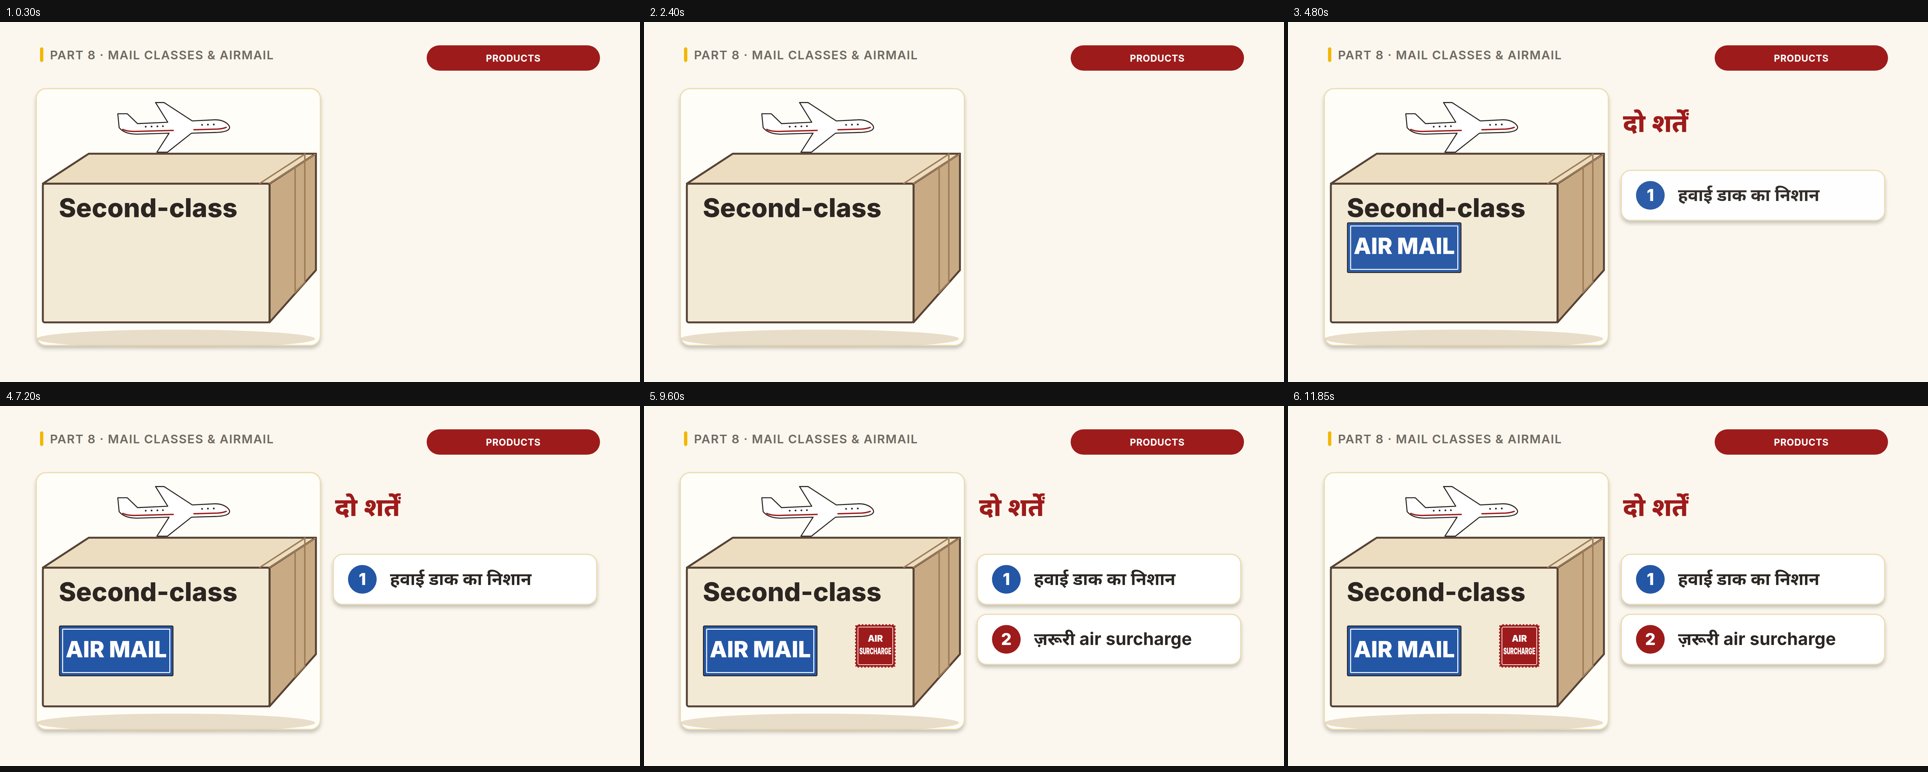 1. 0.30s
PART 8 · MAIL CLASSES & AIRMAIL
PRODUCTS
Second-class
2. 2.40s
PART 8 · MAIL CLASSES & AIRMAIL
PRODUCTS
Second-class
3. 4.80s
PART 8 · MAIL CLASSES & AIRMAIL
PRODUCTS
दो शर्तें
Second-class
AIR MAIL
1 हवाई डाक का निशान
4. 7.20s
PART 8 · MAIL CLASSES & AIRMAIL
PRODUCTS
दो शर्तें
Second-class
AIR MAIL
1 हवाई डाक का निशान
5. 9.60s
PART 8 · MAIL CLASSES & AIRMAIL
PRODUCTS
दो शर्तें
Second-class
AIR MAIL
AIR
SURCHARGE
1 हवाई डाक का निशान
2 ज़रूरी air surcharge
6. 11.85s
PART 8 · MAIL CLASSES & AIRMAIL
PRODUCTS
दो शर्तें
Second-class
AIR MAIL
AIR
SURCHARGE
1 हवाई डाक का निशान
2 ज़रूरी air surcharge